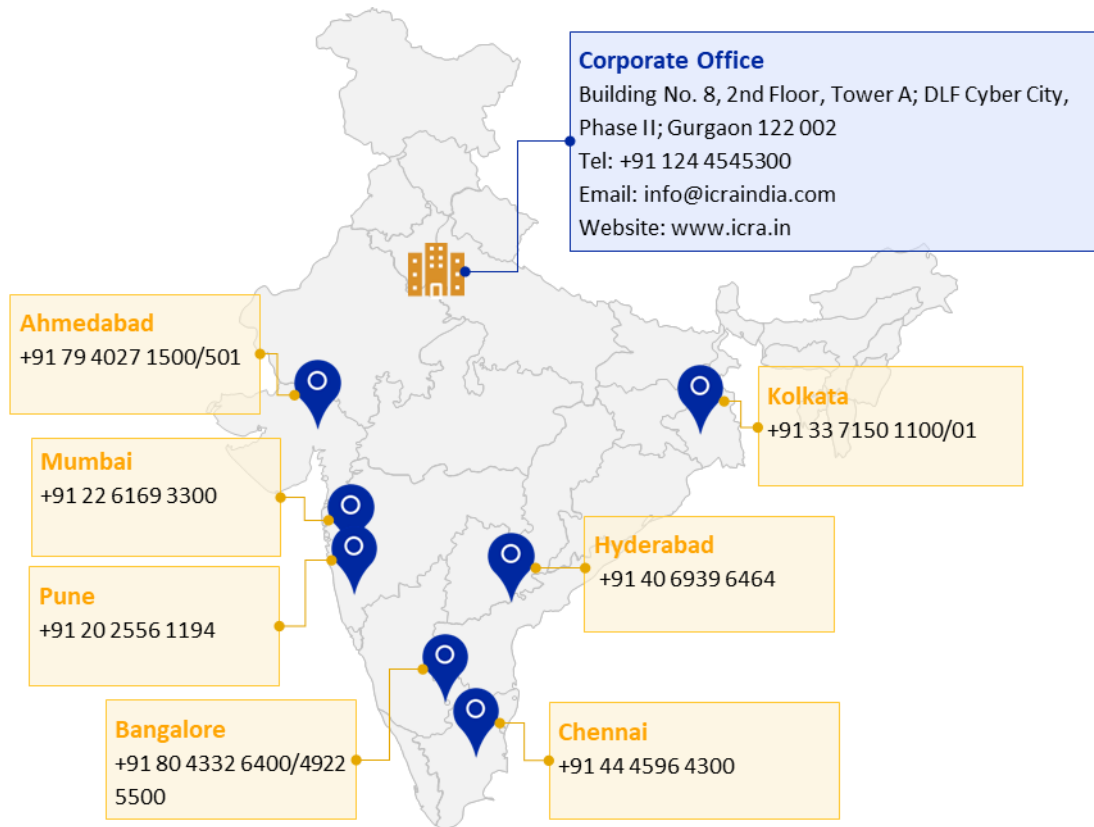 Corporate Office
Building No. 8, 2nd Floor, Tower A; DLF Cyber City,
Phase II; Gurgaon 122 002
Tel: +91 124 4545300
Email: info@icraindia.com
Website: www.icra.in
Ahmedabad
+91 79 4027 1500/501
Kolkata
+91 33 7150 1100/01
Mumbai
+91 22 6169 3300
Hyderabad
+91 40 6939 6464
Pune
+91 20 2556 1194
Bangalore
+91 80 4332 6400/4922
5500
Chennai
+91 44 4596 4300